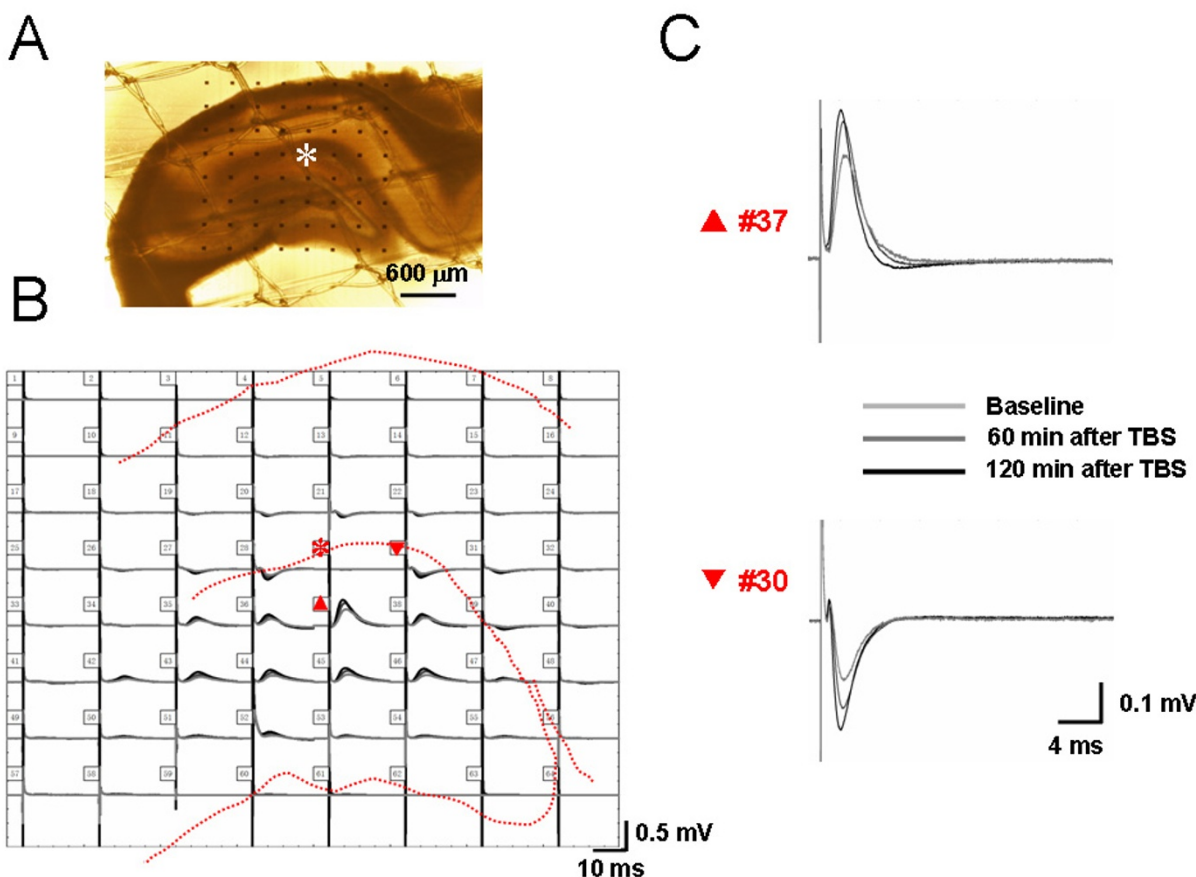 A
*
600 µm
B
1 2 3 4 5 6 7 8
9 10 11 12 13 14 15 16
17 18 19 20 21 22 23 24
25 26 27 28 * 31 32
33 34 35 36 38 39 40
41 42 43 44 45 46 47 48
49 50 51 52 53 54 55 56
57 58 59 60 61 62 63 64
0.5 mV
10 ms
C
#37
Baseline
60 min after TBS
120 min after TBS
#30
0.1 mV
4 ms